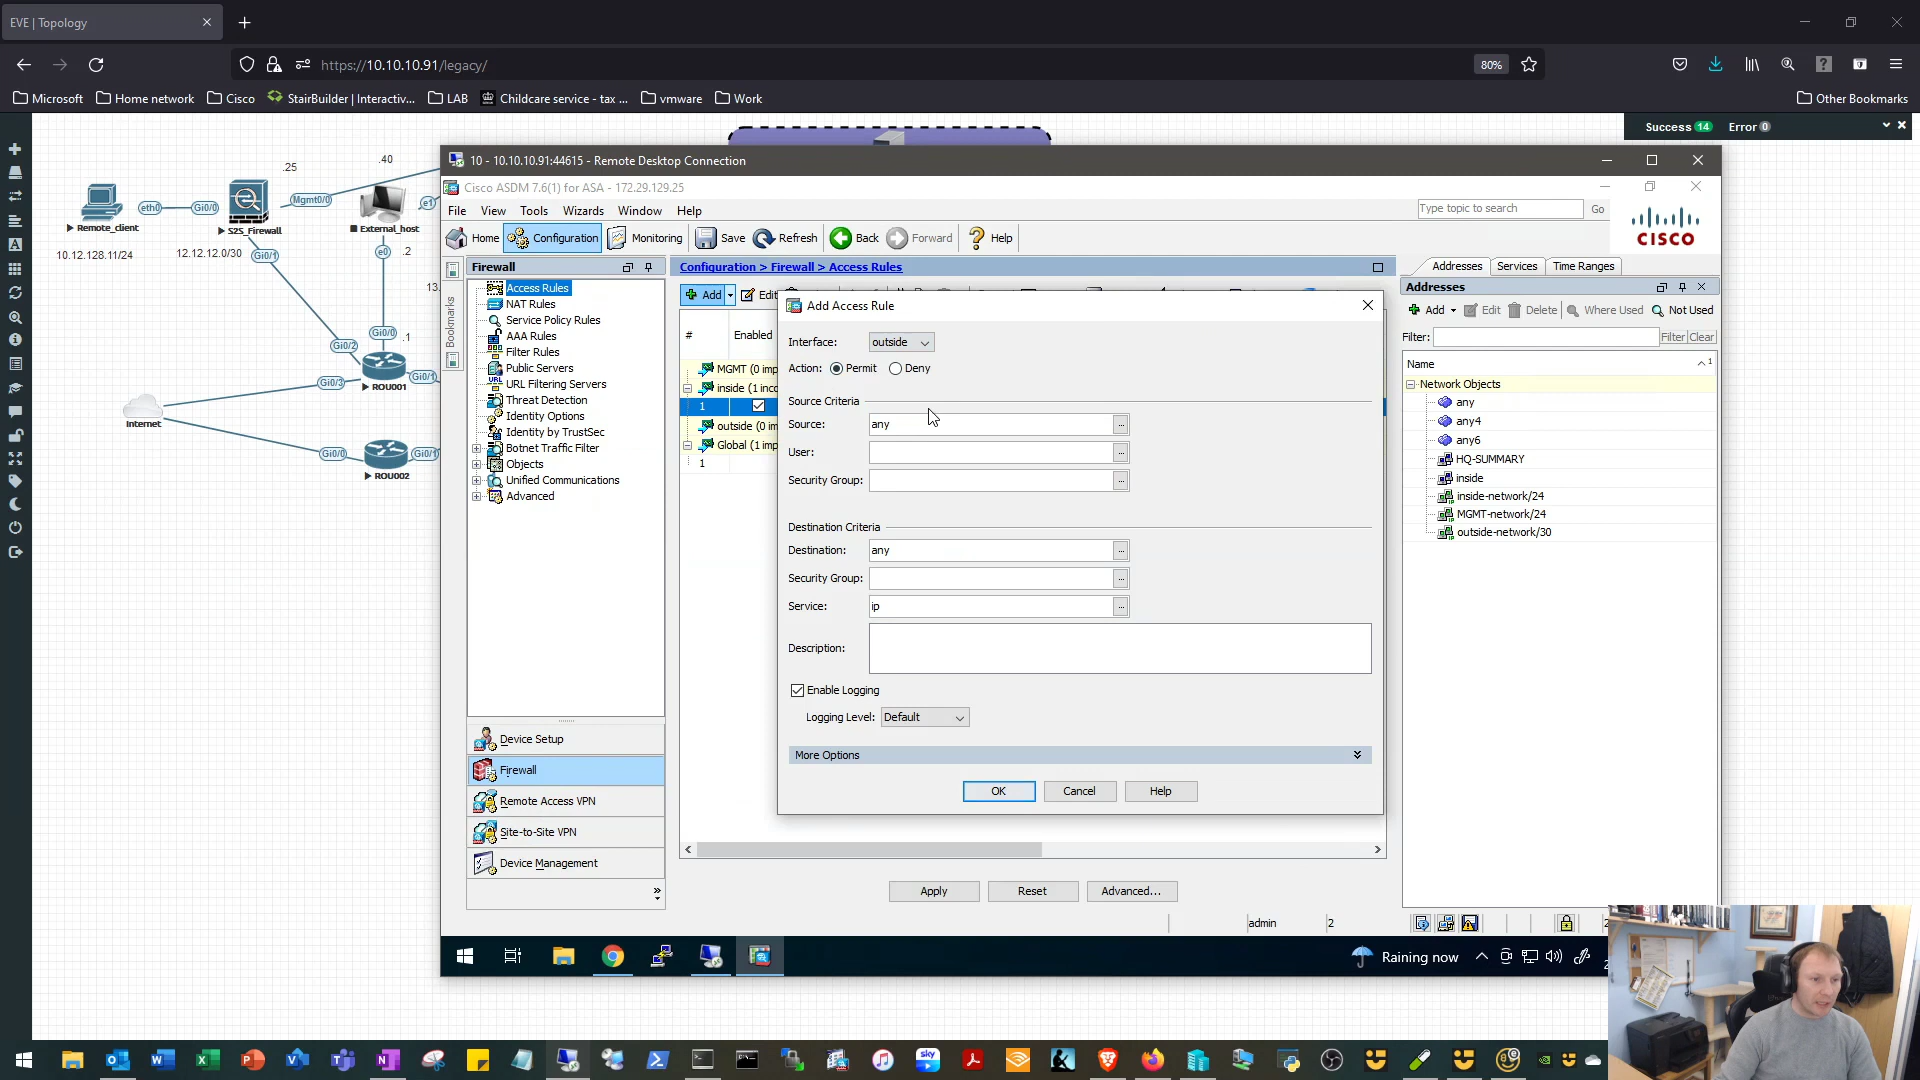 EVE | Topology
https://10.10.10.91/legacy/
80%
Microsoft
Home network
Cisco
StairBuilder | Interactiv...
LAB
Childcare service - tax ...
vmware
Work
Other Bookmarks
Success 14 Error 0
.25
.40
Remote_client
eth0
Gi0/0
S2S_Firewall
Mgmt0/0
External_host
e1
10.12.128.11/24
12.12.12.0/30
Gi0/1
e0
.2
13.
Gi0/0
.1
Gi0/2
Gi0/3
ROU001
Gi0/1
Internet
Gi0/0
ROU002
Gi0/1
10 - 10.10.10.91:44615 - Remote Desktop Connection
Cisco ASDM 7.6(1) for ASA - 172.29.129.25
File View Tools Wizards Window Help
Type topic to search
Go
CISCO
Home
Configuration
Monitoring
Save
Refresh
Back
Forward
Help
Bookmarks
Firewall
Access Rules
NAT Rules
Service Policy Rules
AAA Rules
Filter Rules
Public Servers
URL Filtering Servers
Threat Detection
Identity Options
Identity by TrustSec
Botnet Traffic Filter
Objects
Unified Communications
Advanced
Device Setup
Firewall
Remote Access VPN
Site-to-Site VPN
Device Management
Configuration > Firewall > Access Rules
Add
Edit
# Enabled
MGMT (0 imp
inside (1 inco
1
outside (0 im
Global (1 imp
1
Add Access Rule
Interface: outside
Action: Permit Deny
Source Criteria
Source: any
User:
Security Group:
Destination Criteria
Destination: any
Security Group:
Service: ip
Description:
Enable Logging
Logging Level: Default
More Options
OK
Cancel
Help
Apply
Reset
Advanced...
admin
2
Addresses
Services
Time Ranges
Addresses
Add Edit Delete Where Used Not Used
Filter: Filter Clear
Name 1
Network Objects
any
any4
any6
HQ-SUMMARY
inside
inside-network/24
MGMT-network/24
outside-network/30
Raining now
sky